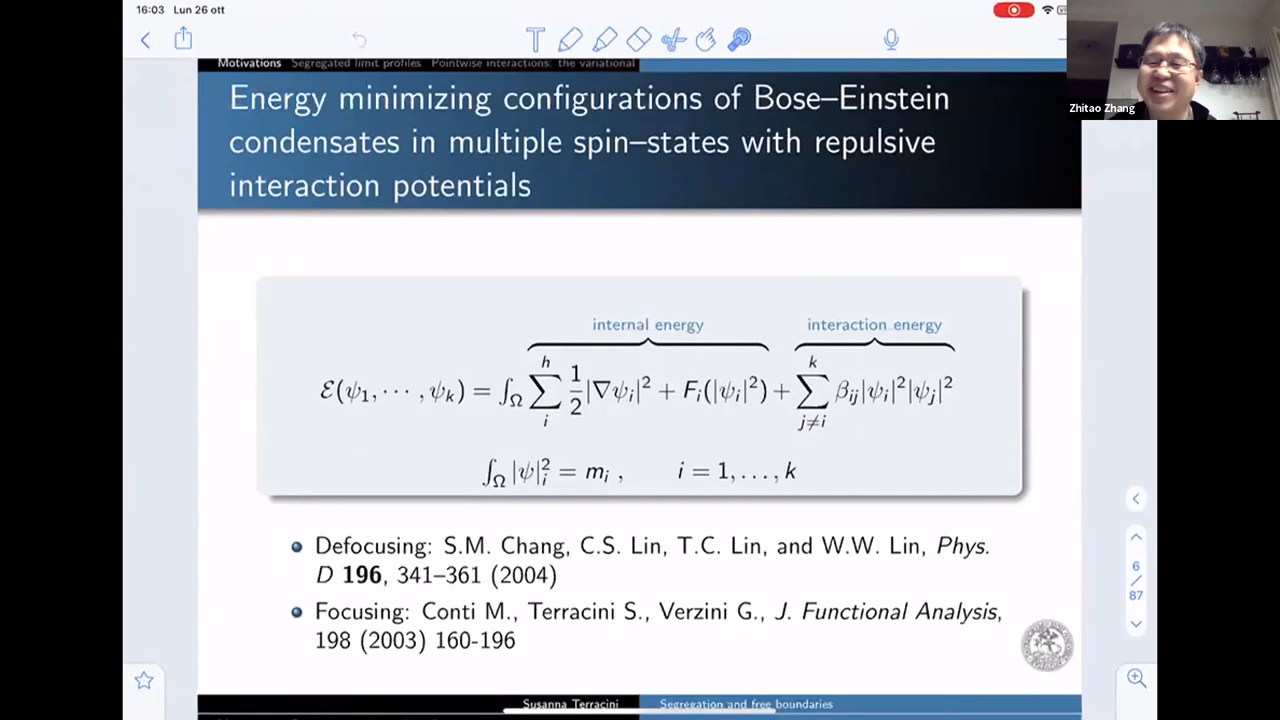 16:03 Lun 26 ott
Zhitao Zhang
Motivations Segregated limit profiles Pointwise interactions: the variational
Energy minimizing configurations of Bose–Einstein
condensates in multiple spin–states with repulsive
interaction potentials
internal energy interaction energy
ℰ(ψ₁, ⋯ , ψₖ) = ∫_Ω ∑_i^h 1/2 |∇ψᵢ|² + Fᵢ(|ψᵢ|²) + ∑_{j≠i}^k βᵢⱼ|ψᵢ|²|ψⱼ|²
∫_Ω |ψ|ᵢ² = mᵢ , i = 1, . . . , k
Defocusing: S.M. Chang, C.S. Lin, T.C. Lin, and W.W. Lin, Phys.
D 196, 341–361 (2004)
Focusing: Conti M., Terracini S., Verzini G., J. Functional Analysis,
198 (2003) 160-196
6
/
87
Susanna Terracini Segregation and free boundaries